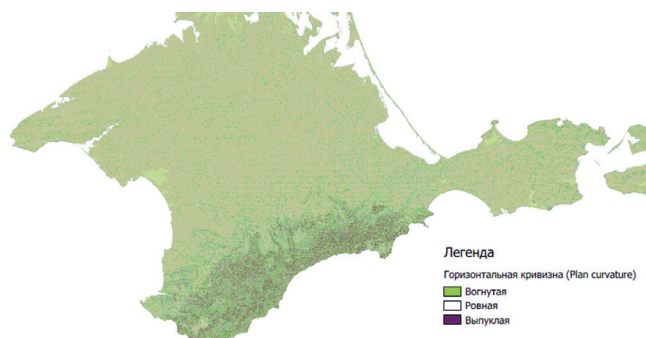 Легенда
Горизонтальная кривизна (Plan curvature)
Вогнутая
Ровная
Выпуклая